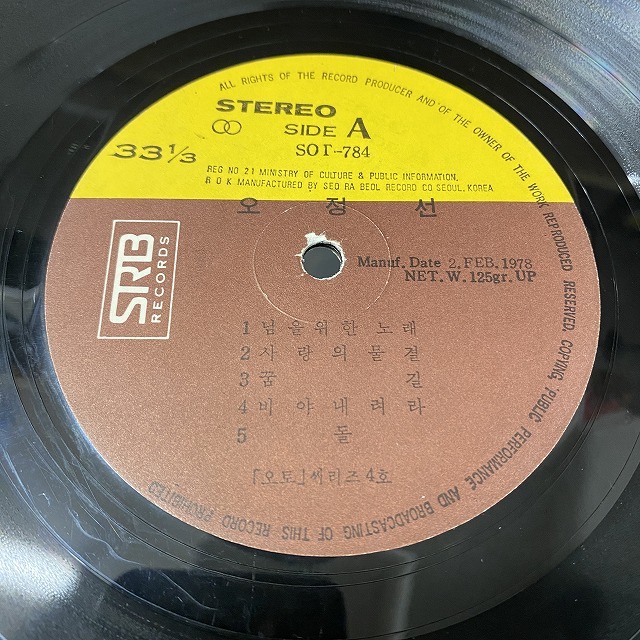 ALL RIGHTS OF THE RECORD PRODUCER AND OF THE OWNER OF THE WORK REPRODUCED RESERVED. COPYING, PUBLIC PERFORMANCE AND BROADCASTING OF THIS RECORD PROHIBITED
STEREO
SIDE A
SOT-784
33 1/3
REG NO 21 MINISTRY OF CULTURE & PUBLIC INFORMATION,
R O K MANUFACTURED BY SEO RA BEOL RECORD CO SEOUL, KOREA
오 정 선
SRB
RECORDS
Manuf. Date 2. FEB. 1978
NET. W. 125gr. UP
1 님을위한노래
2 사랑의물결
3 꿈 길
4 비야내려라
5 돌
「오토」씨리즈 4호